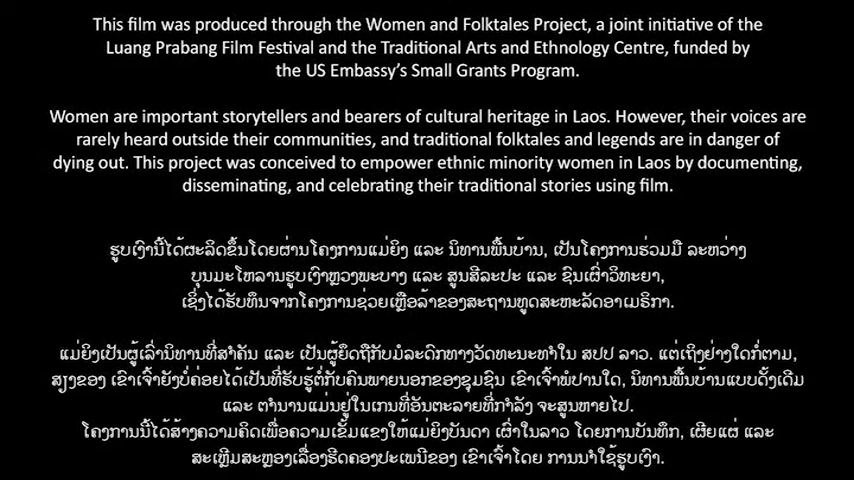 This film was produced through the Women and Folktales Project, a joint initiative of the
Luang Prabang Film Festival and the Traditional Arts and Ethnology Centre, funded by
the US Embassy's Small Grants Program.
Women are important storytellers and bearers of cultural heritage in Laos. However, their voices are
rarely heard outside their communities, and traditional folktales and legends are in danger of
dying out. This project was conceived to empower ethnic minority women in Laos by documenting,
disseminating, and celebrating their traditional stories using film.
ຮູບເງົານີ້ໄດ້ຜະລິດຂຶ້ນໂດຍຜ່ານໂຄງການແມ່ຍິງ ແລະ ນິທານພື້ນບ້ານ, ເປັນໂຄງການຮ່ວມມື ລະຫວ່າງ
ບຸນມະໂຫລານຮູບເງົາຫຼວງພະບາງ ແລະ ສູນສິລະປະ ແລະ ຊົນເຜົ່າວິທະຍາ,
ເຊິ່ງໄດ້ຮັບທຶນຈາກໂຄງການຊ່ວຍເຫຼືອລ້າຂອງສະຖານທູດສະຫະລັດອາເມຣິກາ.
ແມ່ຍິງເປັນຜູ້ເລົ່ານິທານທີ່ສຳຄັນ ແລະ ເປັນຜູ້ຍຶດຖືກັບມໍລະດົກທາງວັດທະນະທຳໃນ ສປປ ລາວ. ແຕ່ເຖິງຢ່າງໃດກໍ່ຕາມ,
ສຽງຂອງ ເຂົາເຈົ້າຍັງບໍ່ຄ່ອຍໄດ້ເປັນທີ່ຮັບຮູ້ຕໍ່ກັບຄົນພາຍນອກຂອງຊຸມຊົນ ເຂົາເຈົ້າພໍປານໃດ, ນິທານພື້ນບ້ານແບບດັ້ງເດີມ
ແລະ ຕຳນານແມ່ນຢູ່ໃນເກນທີ່ອັນຕະລາຍທີ່ກຳລັງ ຈະສູນຫາຍໄປ.
ໂຄງການນີ້ໄດ້ສ້າງຄວາມຄິດເພື່ອຄວາມເຂັ້ມແຂງໃຫ້ແມ່ຍິງບັນດາ ເຜົ່າໃນລາວ ໂດຍການບັນທຶກ, ເຜີຍແຜ່ ແລະ
ສະເຫຼີມສະຫຼອງເລື່ອງຮີດຄອງປະເພນີຂອງ ເຂົາເຈົ້າໂດຍ ການນຳໃຊ້ຮູບເງົາ.